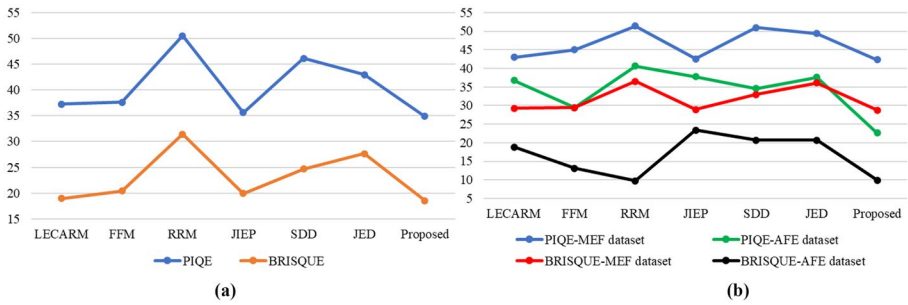 55
50
45
40
35
30
25
20
15
LECARM FFM RRM JIEP SDD JED Proposed
PIQE BRISQUE
(a)
55
50
45
40
35
30
25
20
15
10
5
LECARM FFM RRM JIEP SDD JED Proposed
PIQE-MEF dataset PIQE-AFE dataset
BRISQUE-MEF dataset BRISQUE-AFE dataset
(b)